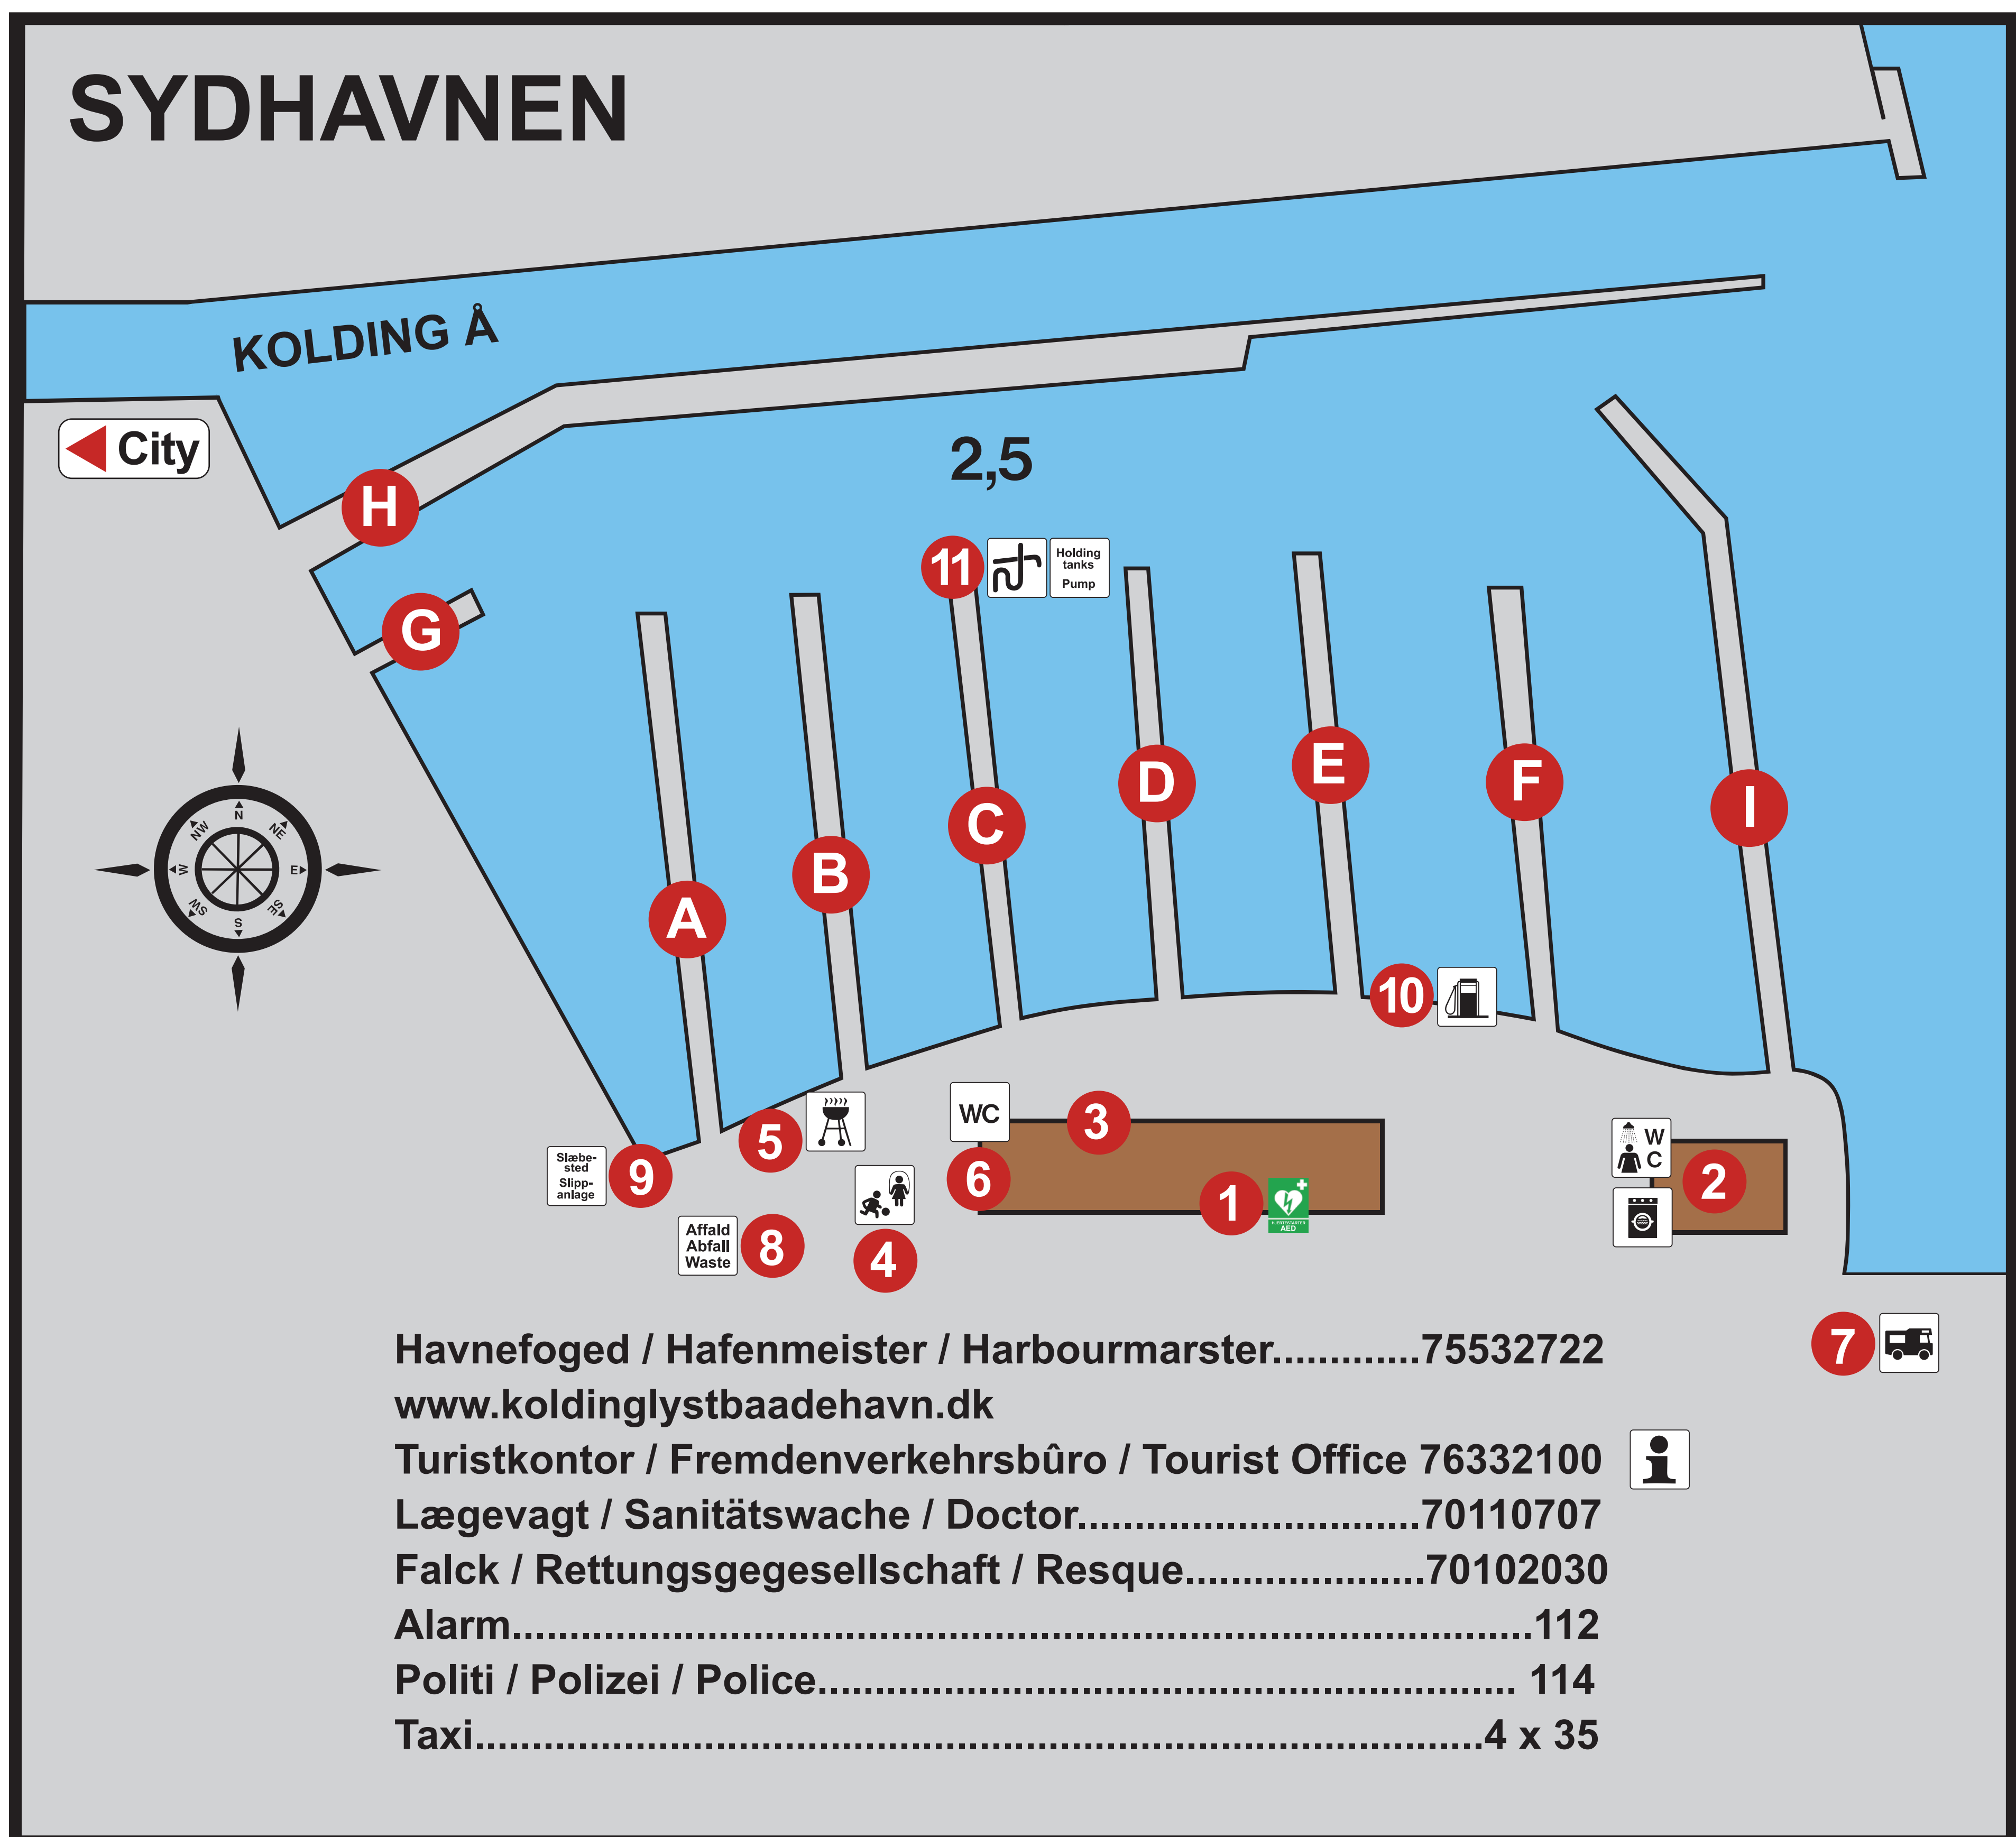 SYDHAVNEN
KOLDING Å
City
2,5
H
11
Holding
tanks
Pump
G
A
B
C
D
E
F
I
N
NE
E
SE
S
SW
W
NW
10
5
WC
3
W
C
Slæbe-
sted
Slipp-
anlage
9
6
1
HJERTESTARTER
AED
2
Affald
Abfall
Waste
8
4
7
Havnefoged / Hafenmeister / Harbourmarster.............75532722
www.koldinglystbaadehavn.dk
Turistkontor / Fremdenverkehrsbûro / Tourist Office 76332100
Lægevagt / Sanitätswache / Doctor..............................70110707
Falck / Rettungsgegesellschaft / Resque.....................70102030
Alarm.........................................................................................112
Politi / Polizei / Police............................................................. 114
Taxi........................................................................................4 x 35